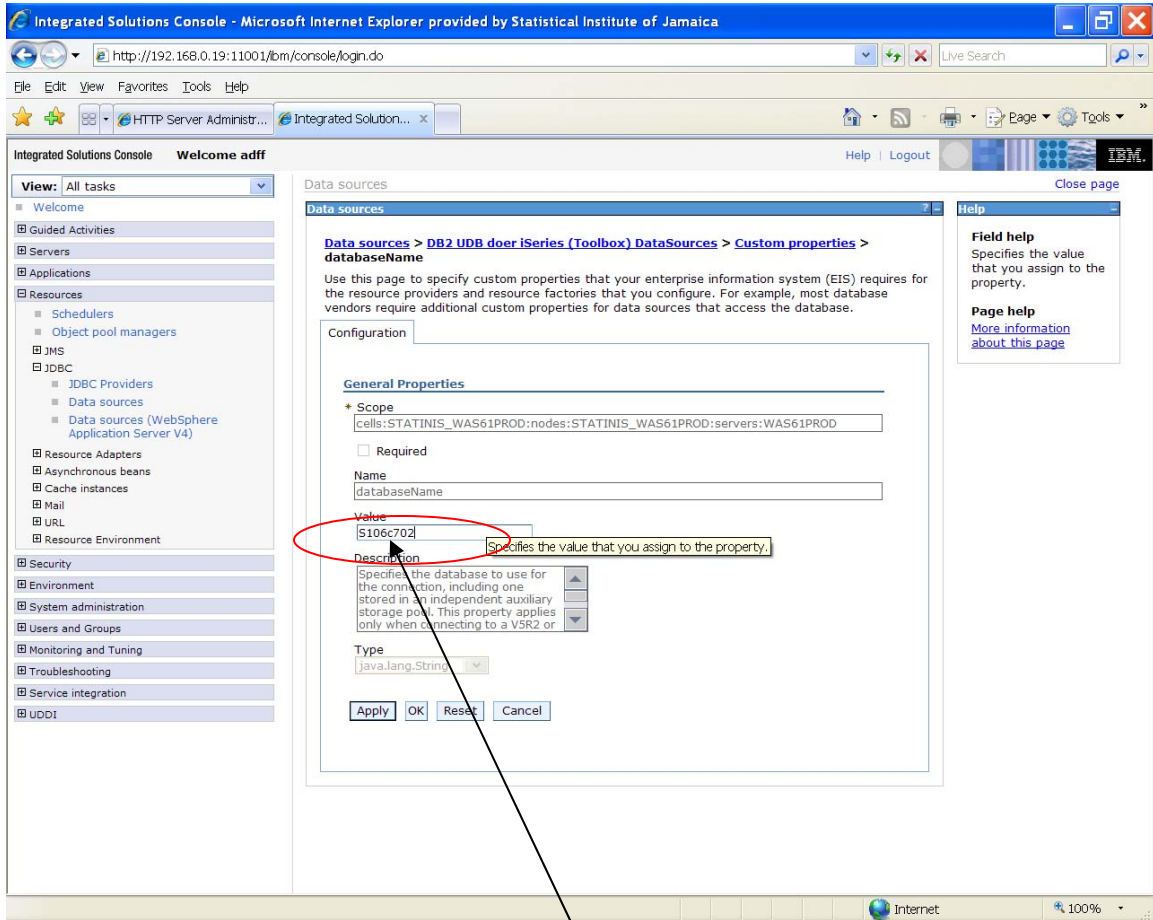 Integrated Solutions Console - Microsoft Internet Explorer provided by Statistical Institute of Jamaica
http://192.168.0.19:11001/ibm/console/login.do
Live Search
File Edit View Favorites Tools Help
HTTP Server Administr...
Integrated Solution...
Page
Tools
Integrated Solutions Console Welcome adff
Help | Logout
IBM.
View: All tasks
Welcome
Guided Activities
Servers
Applications
Resources
Schedulers
Object pool managers
JMS
JDBC
JDBC Providers
Data sources
Data sources (WebSphere
Application Server V4)
Resource Adapters
Asynchronous beans
Cache instances
Mail
URL
Resource Environment
Security
Environment
System administration
Users and Groups
Monitoring and Tuning
Troubleshooting
Service integration
UDDI
Data sources
Close page
Data sources
Data sources > DB2 UDB doer iSeries (Toolbox) DataSources > Custom properties >
databaseName
Use this page to specify custom properties that your enterprise information system (EIS) requires for
the resource providers and resource factories that you configure. For example, most database
vendors require additional custom properties for data sources that access the database.
Configuration
General Properties
* Scope
cells:STATINIS_WAS61PROD:nodes:STATINIS_WAS61PROD:servers:WAS61PROD
Required
Name
databaseName
Value
S106c702
Specifies the value that you assign to the property.
Description
Specifies the database to use for
the connection, including one
stored in an independent auxiliary
storage pool. This property applies
only when connecting to a V5R2 or
Type
java.lang.String
Apply OK Reset Cancel
Help
Field help
Specifies the value
that you assign to the
property.
Page help
More information
about this page
Internet
100%